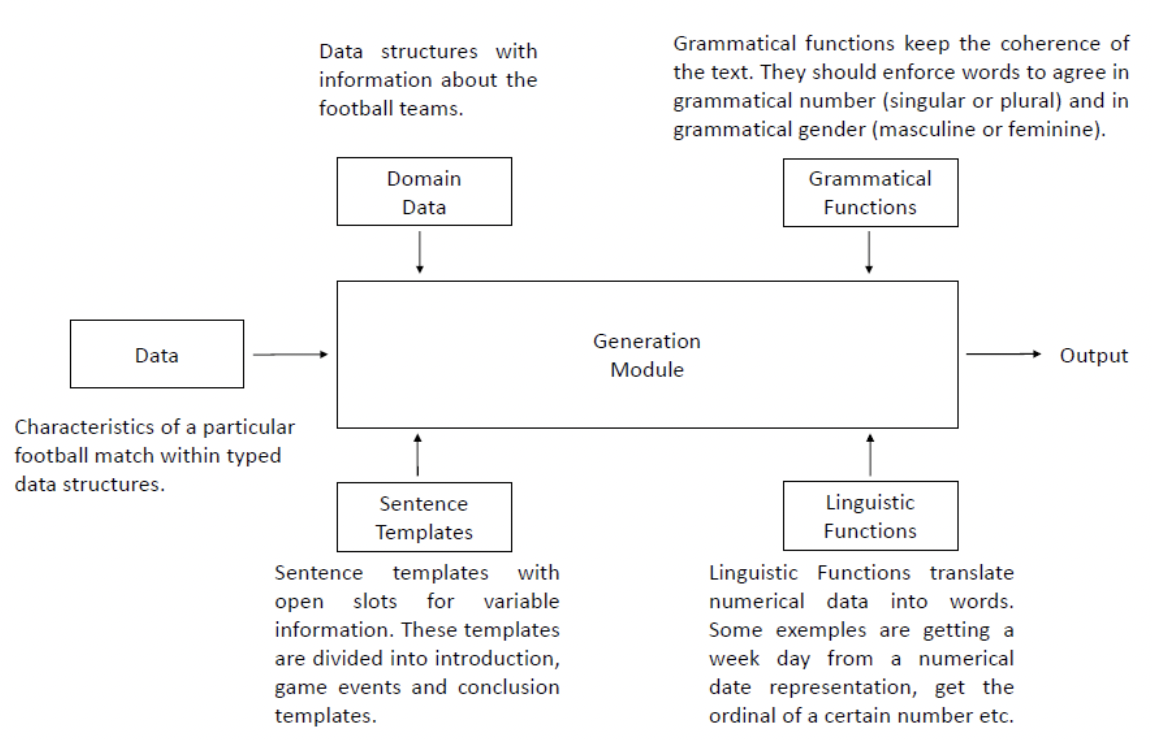 Data structures with
information about the
football teams.
Grammatical functions keep the coherence of
the text. They should enforce words to agree in
grammatical number (singular or plural) and in
grammatical gender (masculine or feminine).
Domain
Data
Grammatical
Functions
Data
Generation
Module
Output
Characteristics of a particular
football match within typed
data structures.
Sentence
Templates
Linguistic
Functions
Sentence templates with
open slots for variable
information. These templates
are divided into introduction,
game events and conclusion
templates.
Linguistic Functions translate
numerical data into words.
Some exemples are getting a
week day from a numerical
date representation, get the
ordinal of a certain number etc.